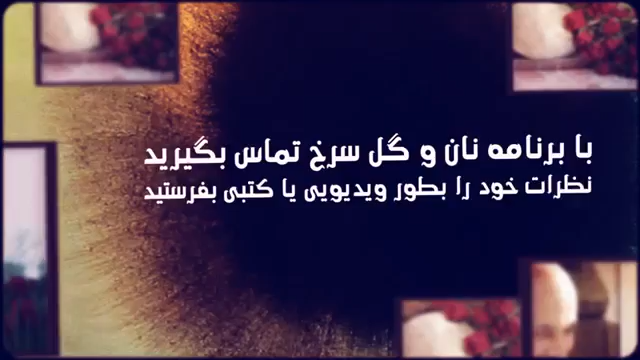 با برنامه نان و گل سرخ تماس بگیرید
نظرات خود را بطور ویدیویی یا کتبی بفرستید